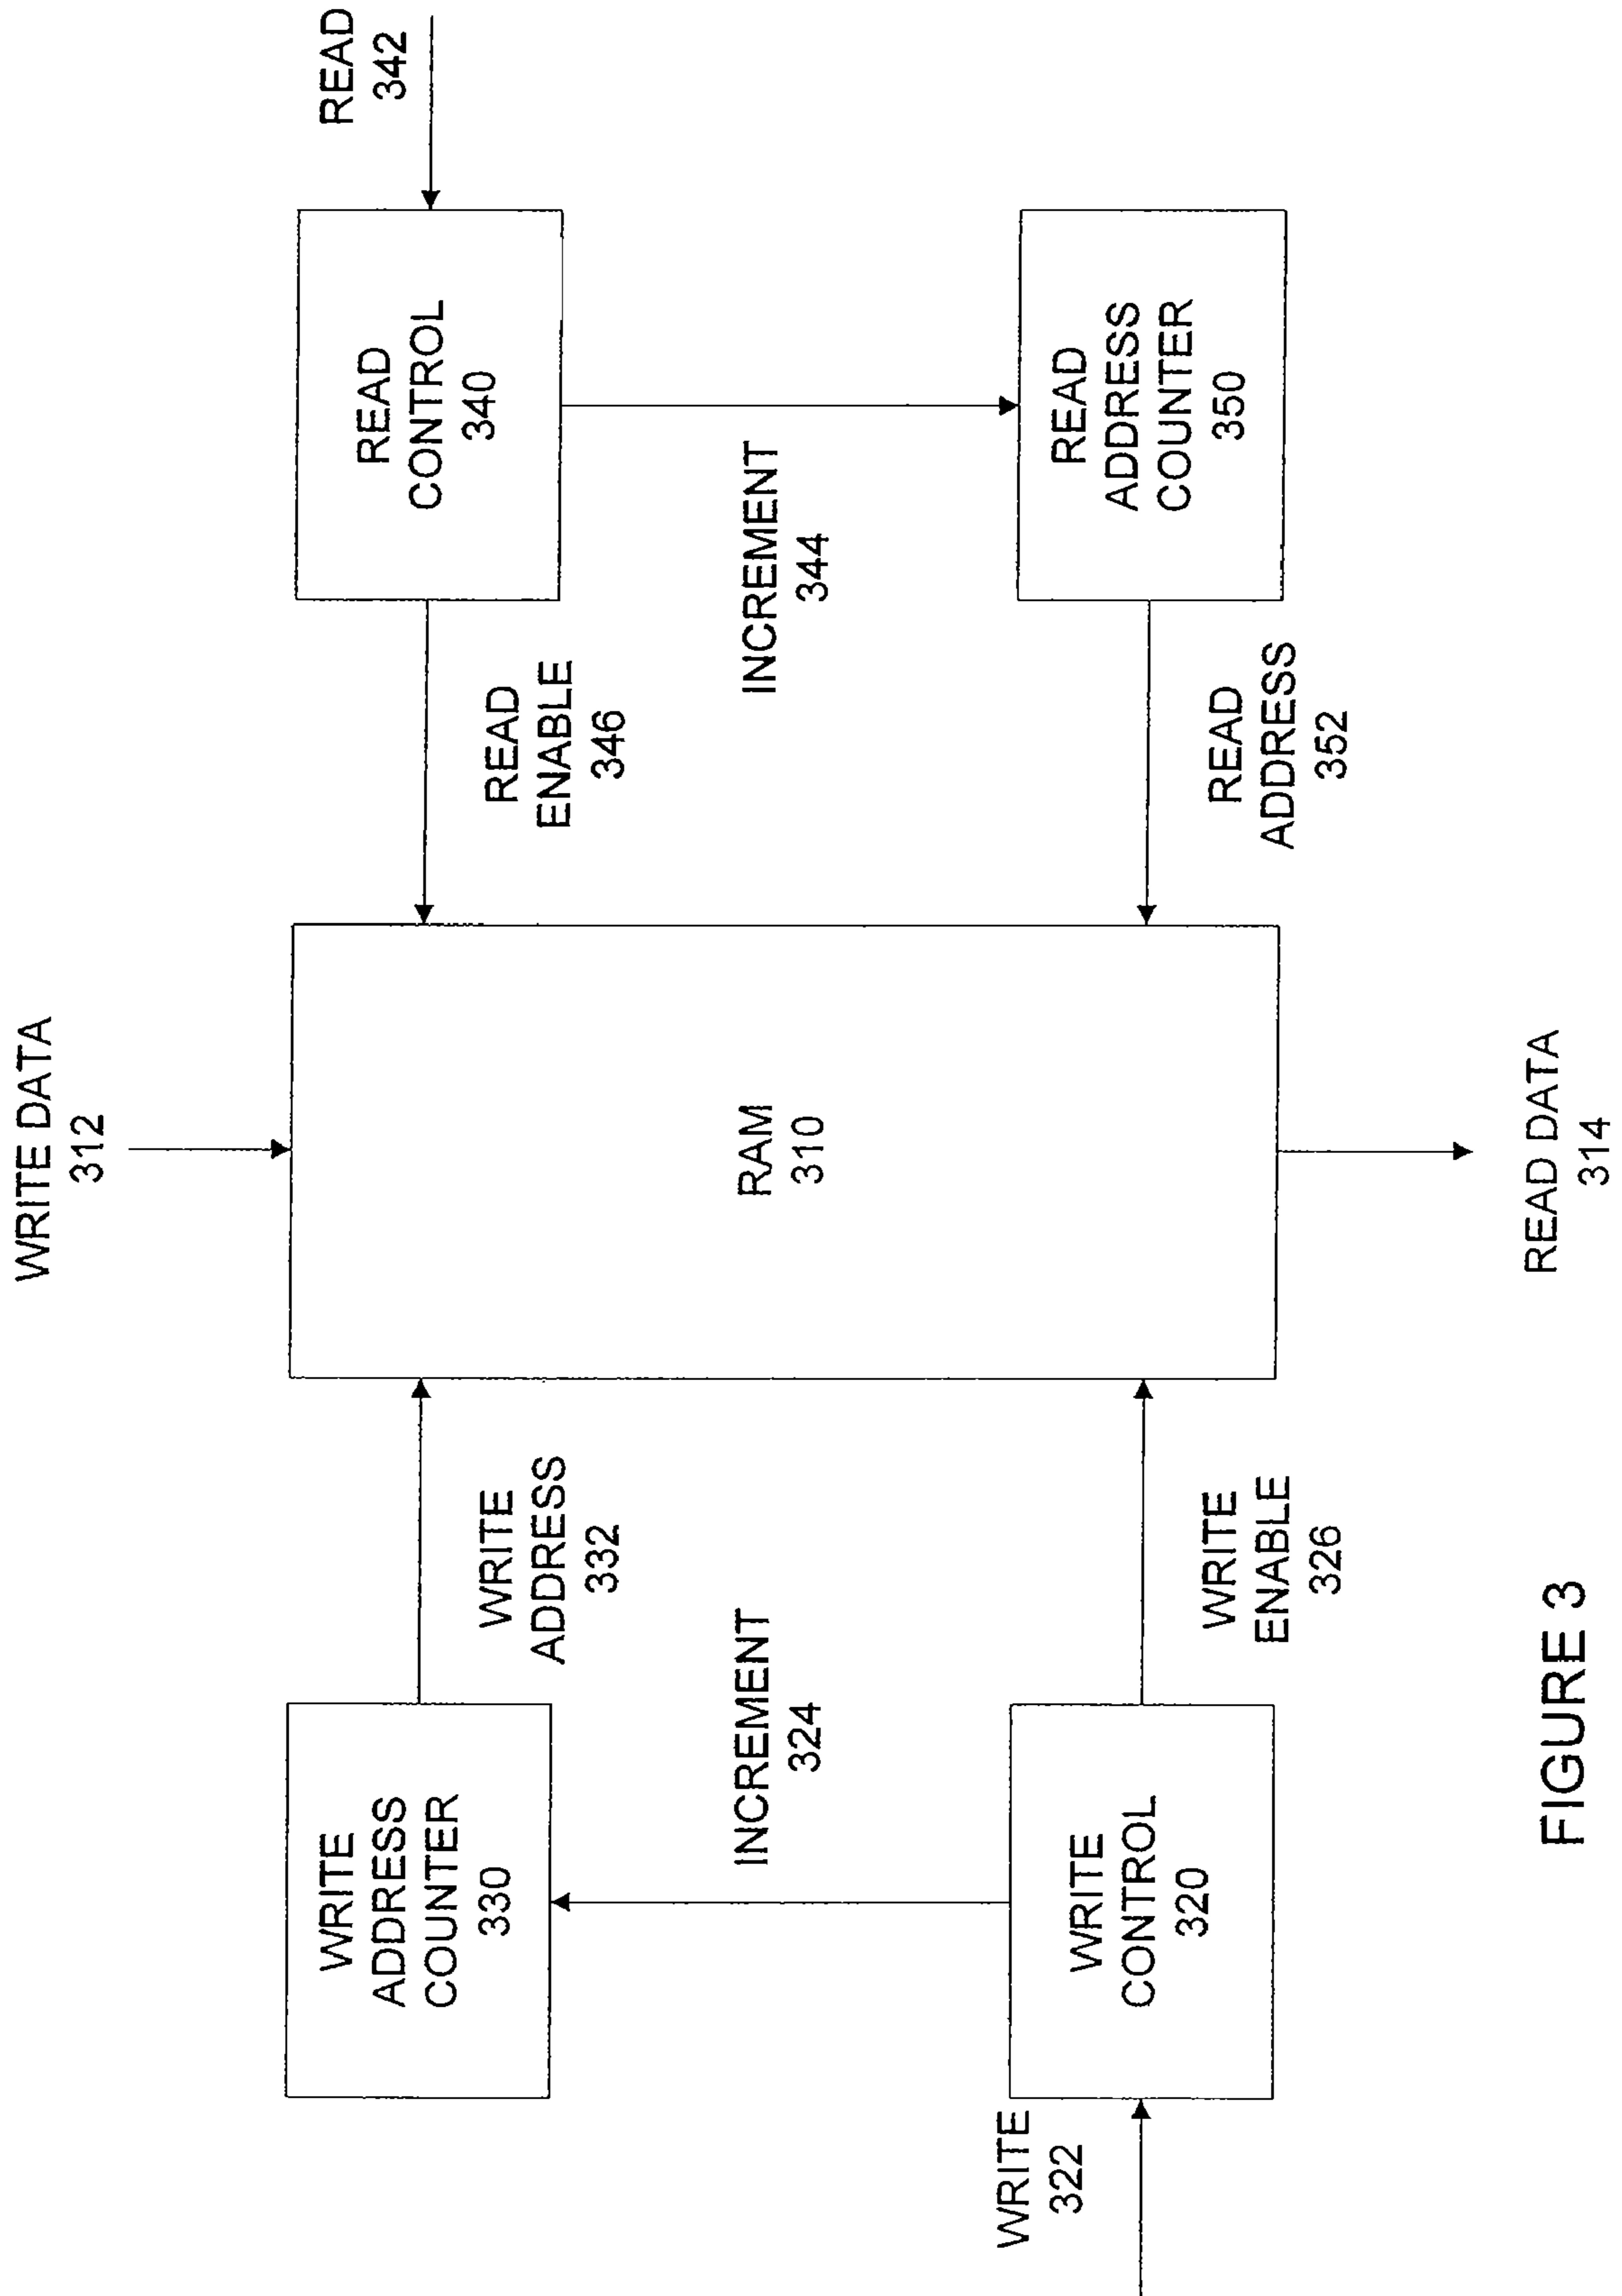 WRITE DATA
312
WRITE
ADDRESS
COUNTER
330
WRITE
ADDRESS
332
READ
ENABLE
346
READ
CONTROL
340
READ
342
INCREMENT
324
RAM
310
INCREMENT
344
WRITE
322
WRITE
CONTROL
320
WRITE
ENABLE
326
READ
ADDRESS
352
READ
ADDRESS
COUNTER
350
READ DATA
314
FIGURE 3